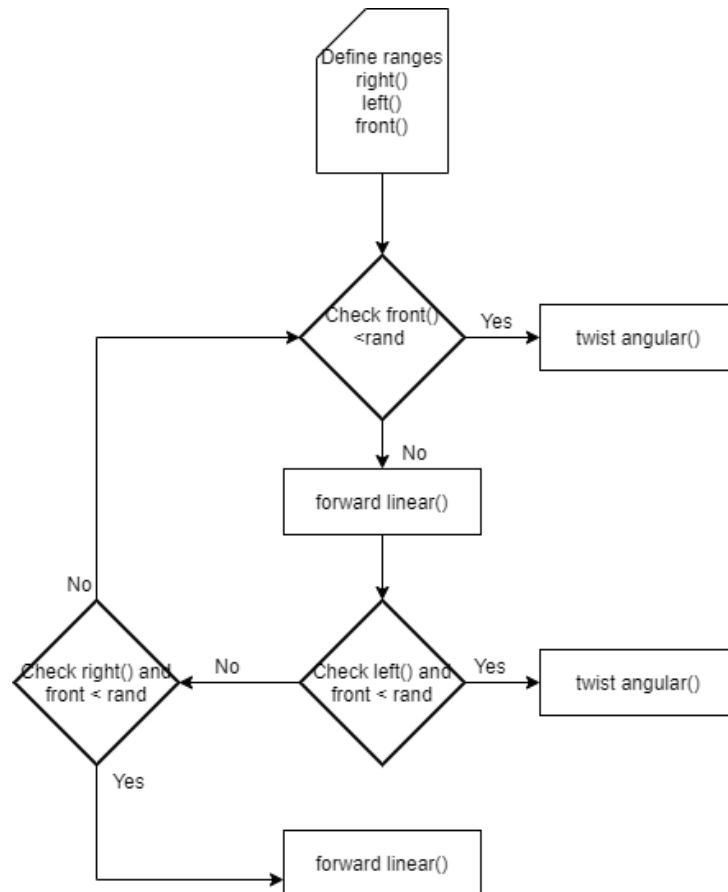 Define ranges
right()
left()
front()
Check front()
<rand
Yes
twist angular()
No
forward linear()
No
Check right() and
front < rand
No
Check left() and
front < rand
Yes
twist angular()
Yes
forward linear()